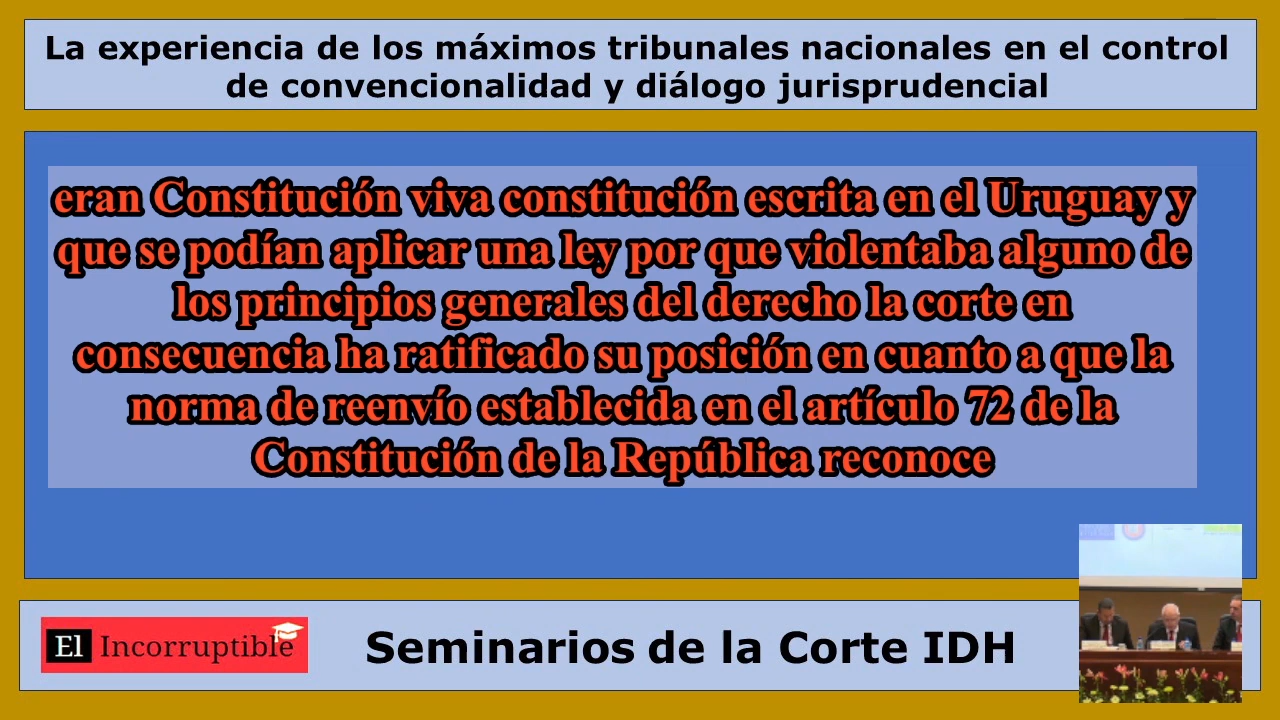 La experiencia de los máximos tribunales nacionales en el control
de convencionalidad y diálogo jurisprudencial
eran Constitución viva constitución escrita en el Uruguay y
que se podían aplicar una ley por que violentaba alguno de
los principios generales del derecho la corte en
consecuencia ha ratificado su posición en cuanto a que la
norma de reenvío establecida en el artículo 72 de la
Constitución de la República reconoce
El Incorruptible
Seminarios de la Corte IDH